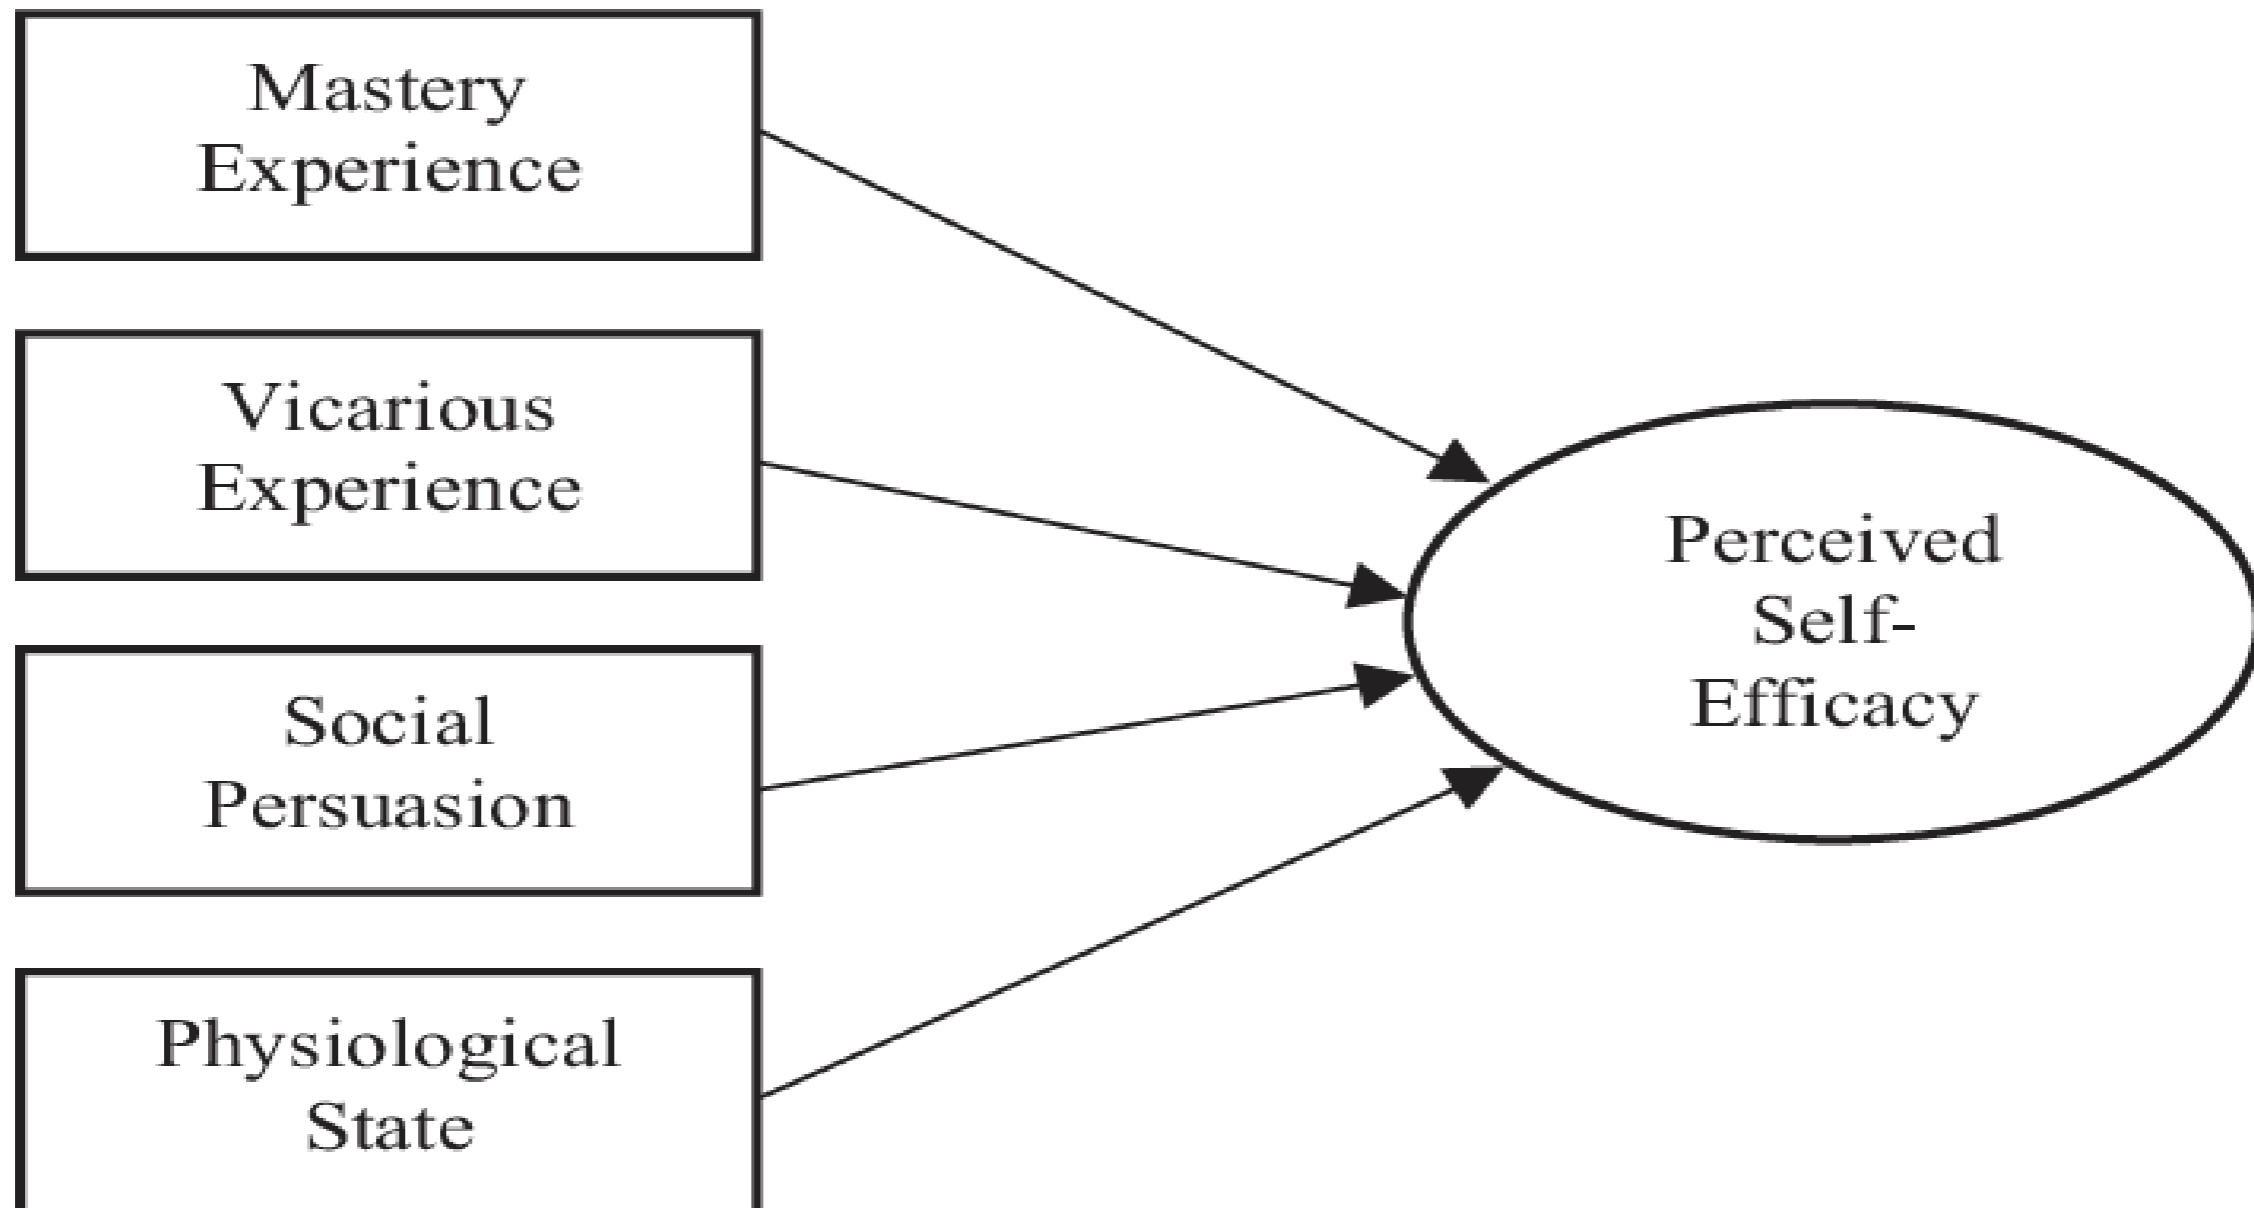 Mastery
Experience
Vicarious
Experience
Social
Persuasion
Physiological
State
Perceived
Self-
Efficacy